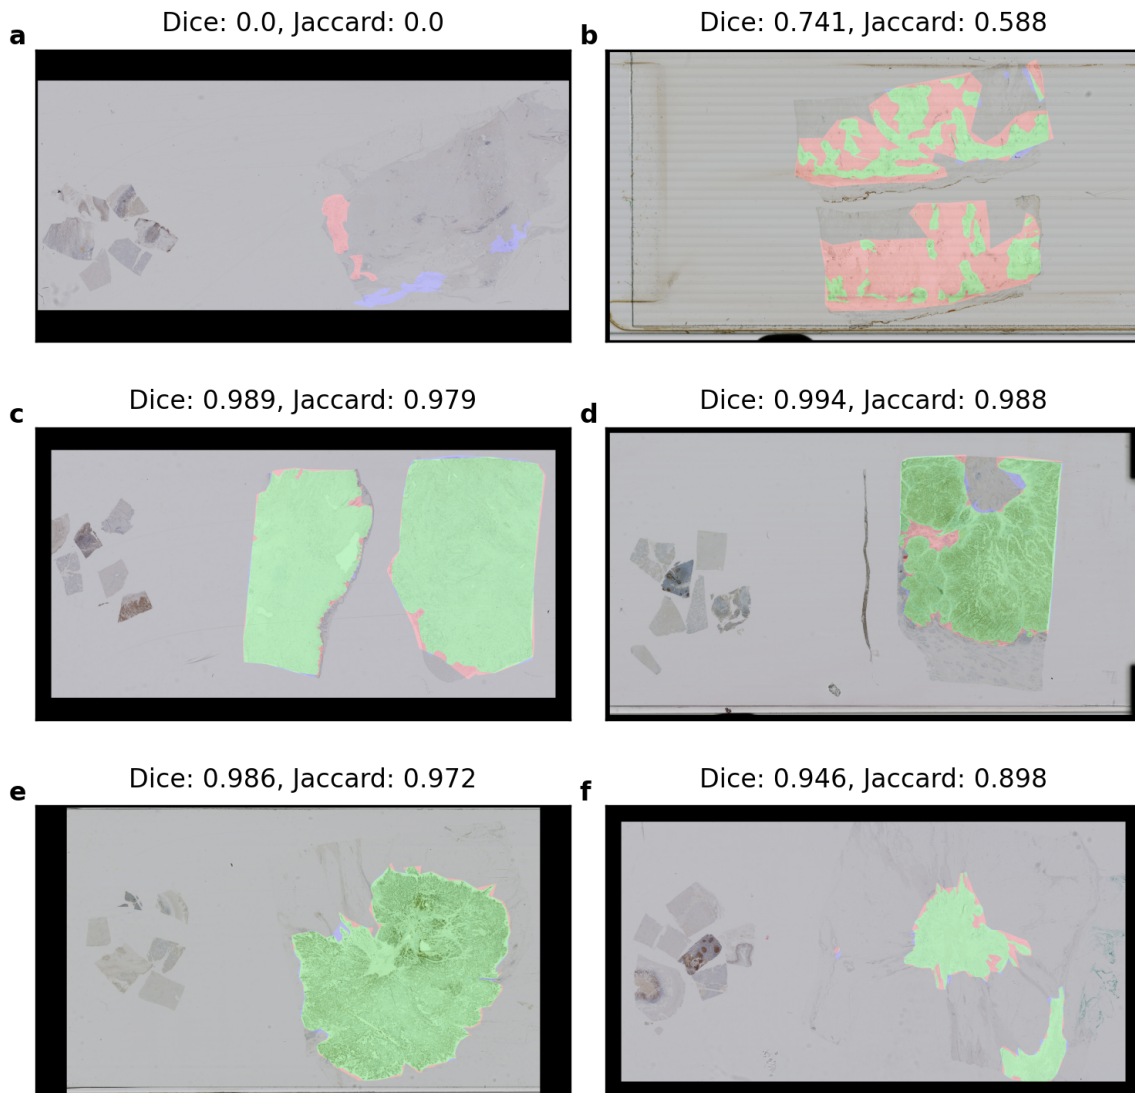 a
Dice: 0.0, Jaccard: 0.0
b
Dice: 0.741, Jaccard: 0.588
c
Dice: 0.989, Jaccard: 0.979
d
Dice: 0.994, Jaccard: 0.988
e
Dice: 0.986, Jaccard: 0.972
f
Dice: 0.946, Jaccard: 0.898